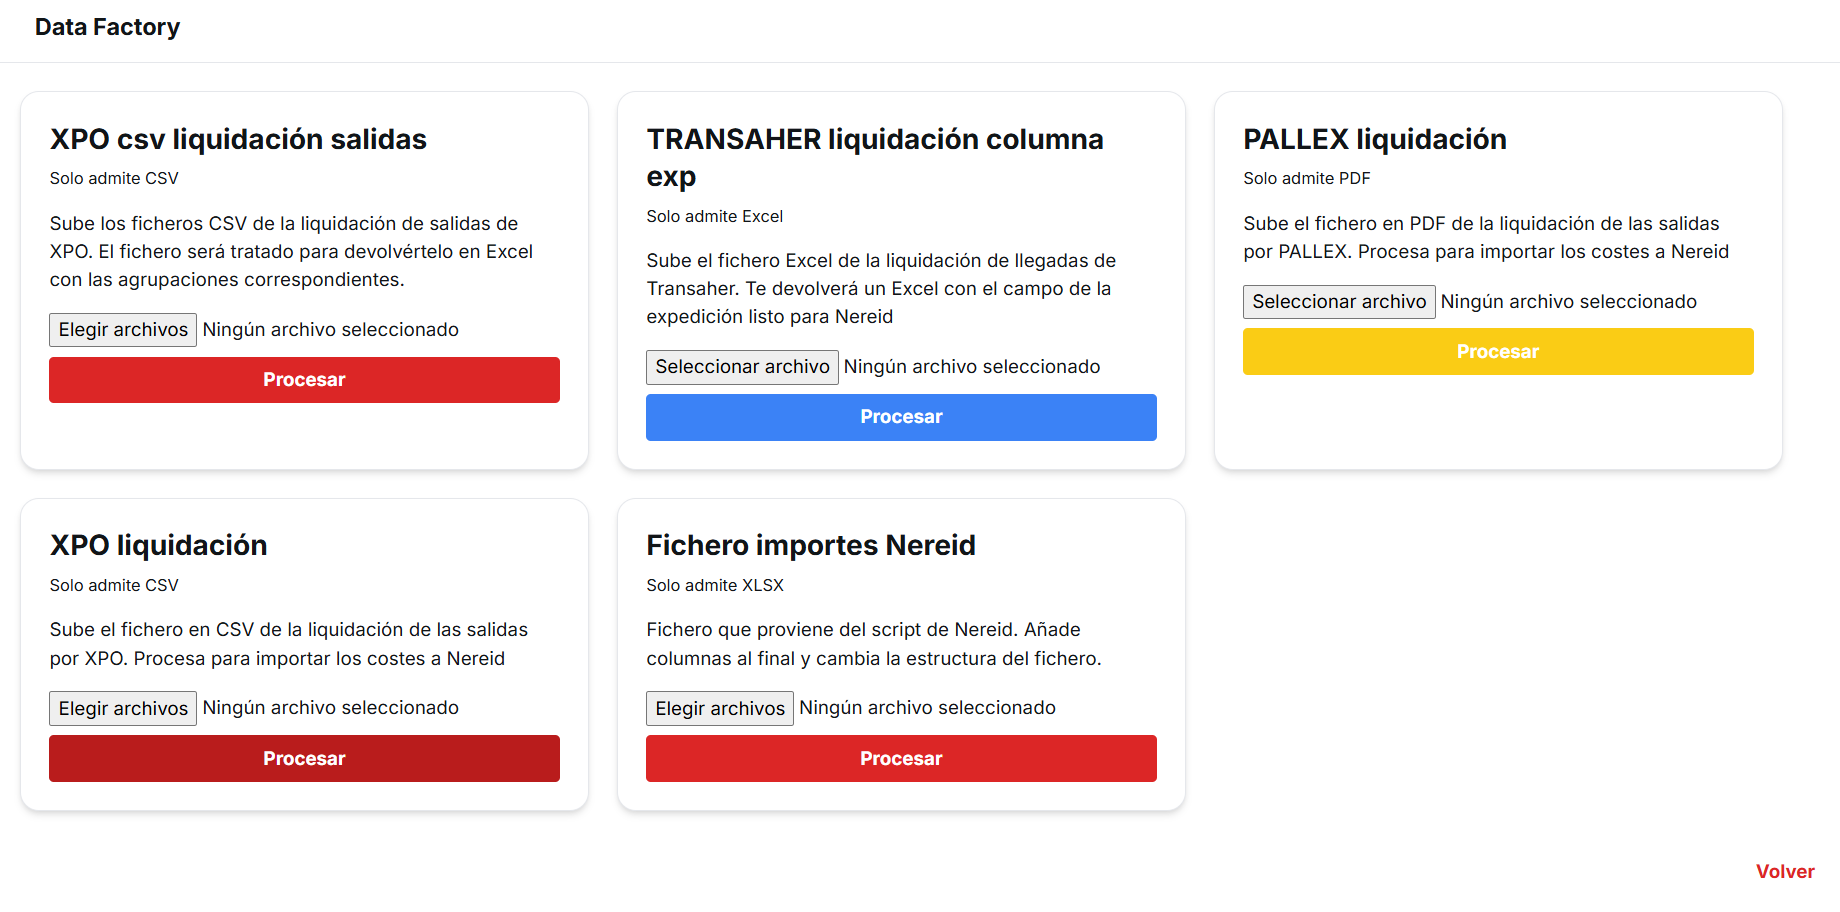 Data Factory
XPO csv liquidación salidas
Solo admite CSV
Sube los ficheros CSV de la liquidación de salidas de
XPO. El fichero será tratado para devolvértelo en Excel
con las agrupaciones correspondientes.
Elegir archivos Ningún archivo seleccionado
Procesar
TRANSAHER liquidación columna
exp
Solo admite Excel
Sube el fichero Excel de la liquidación de llegadas de
Transaher. Te devolverá un Excel con el campo de la
expedición listo para Nereid
Seleccionar archivo Ningún archivo seleccionado
Procesar
PALLEX liquidación
Solo admite PDF
Sube el fichero en PDF de la liquidación de las salidas
por PALLEX. Procesa para importar los costes a Nereid
Seleccionar archivo Ningún archivo seleccionado
Procesar
XPO liquidación
Solo admite CSV
Sube el fichero en CSV de la liquidación de las salidas
por XPO. Procesa para importar los costes a Nereid
Elegir archivos Ningún archivo seleccionado
Procesar
Fichero importes Nereid
Solo admite XLSX
Fichero que proviene del script de Nereid. Añade
columnas al final y cambia la estructura del fichero.
Elegir archivos Ningún archivo seleccionado
Procesar
Volver